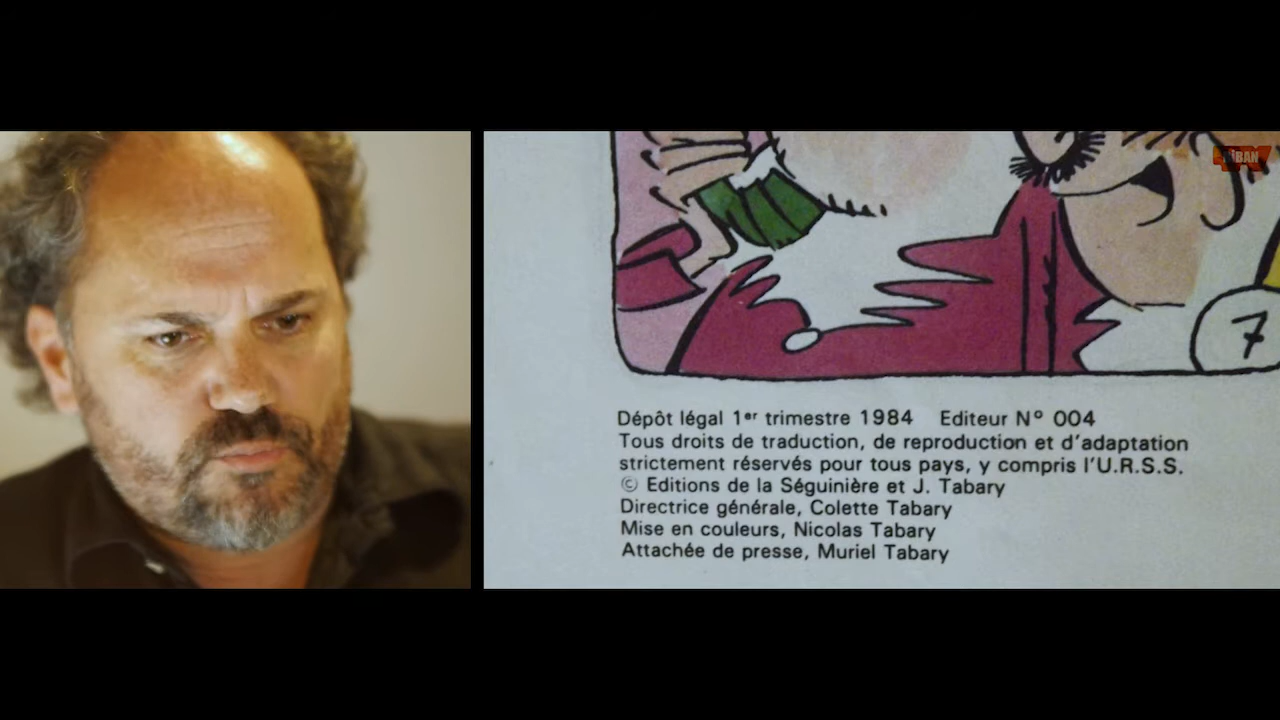 TiBAN
7
Dépôt légal 1er trimestre 1984 Editeur N° 004
Tous droits de traduction, de reproduction et d'adaptation
strictement réservés pour tous pays, y compris l'U.R.S.S.
© Editions de la Séguinière et J. Tabary
Directrice générale, Colette Tabary
Mise en couleurs, Nicolas Tabary
Attachée de presse, Muriel Tabary